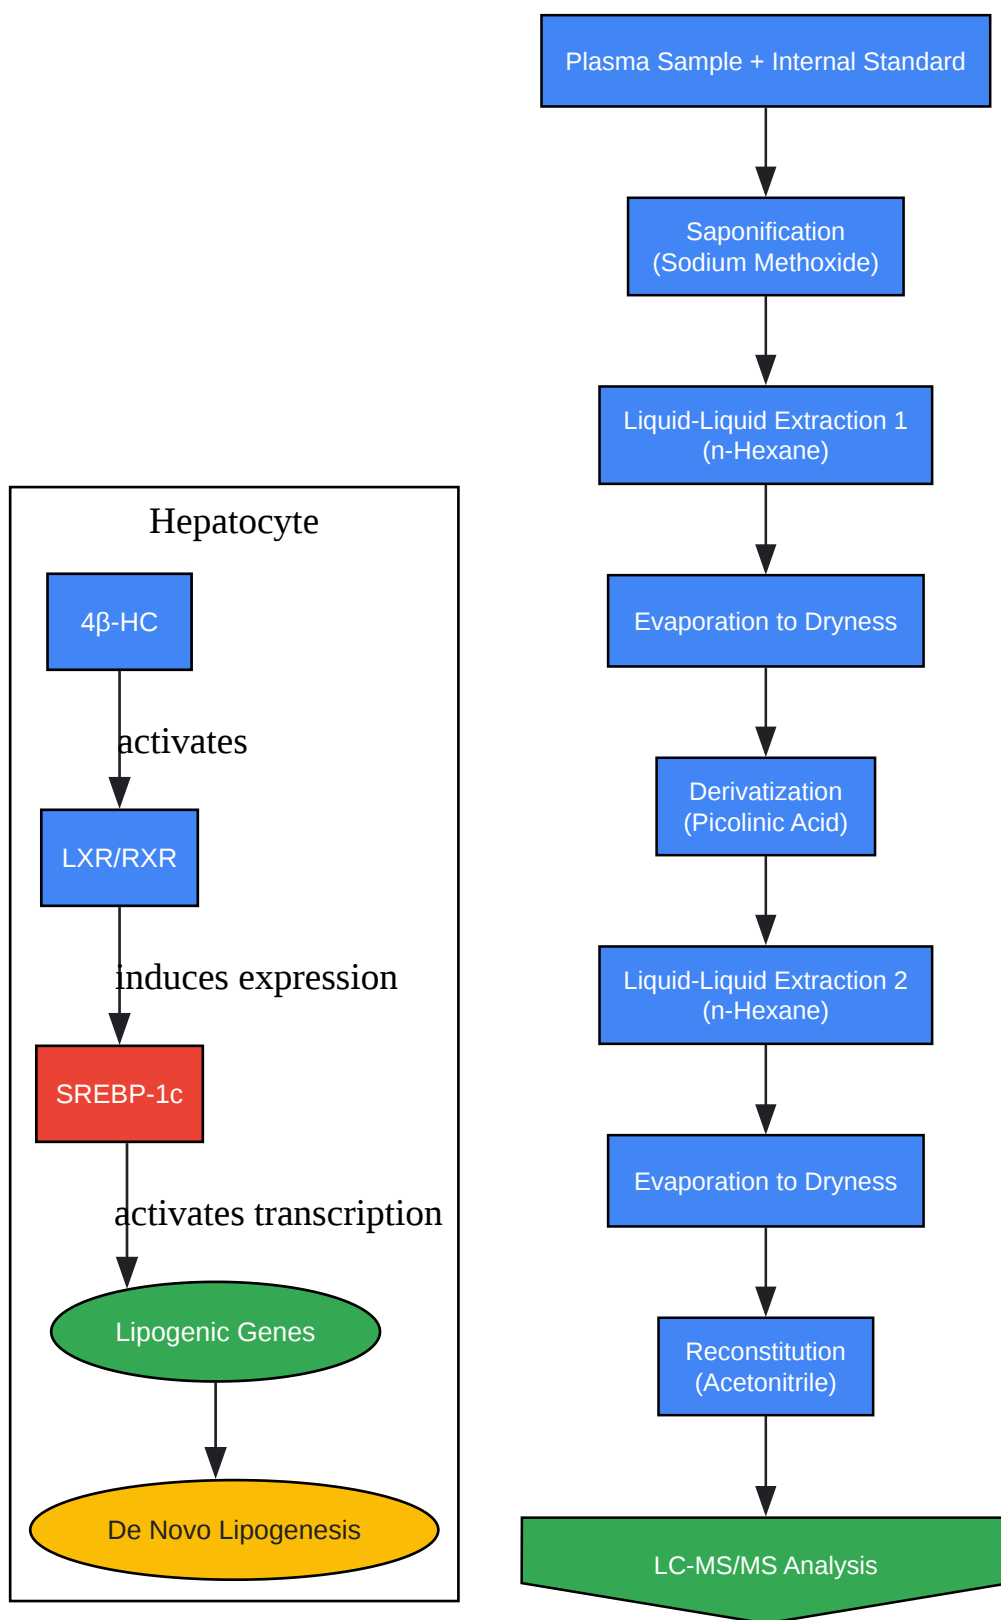 Plasma Sample + Internal Standard
Saponification
(Sodium Methoxide)
Liquid-Liquid Extraction 1
(n-Hexane)
Evaporation to Dryness
Derivatization
(Picolinic Acid)
Liquid-Liquid Extraction 2
(n-Hexane)
Evaporation to Dryness
Reconstitution
(Acetonitrile)
LC-MS/MS Analysis
Hepatocyte
4β-HC
activates
LXR/RXR
induces expression
SREBP-1c
activates transcription
Lipogenic Genes
De Novo Lipogenesis